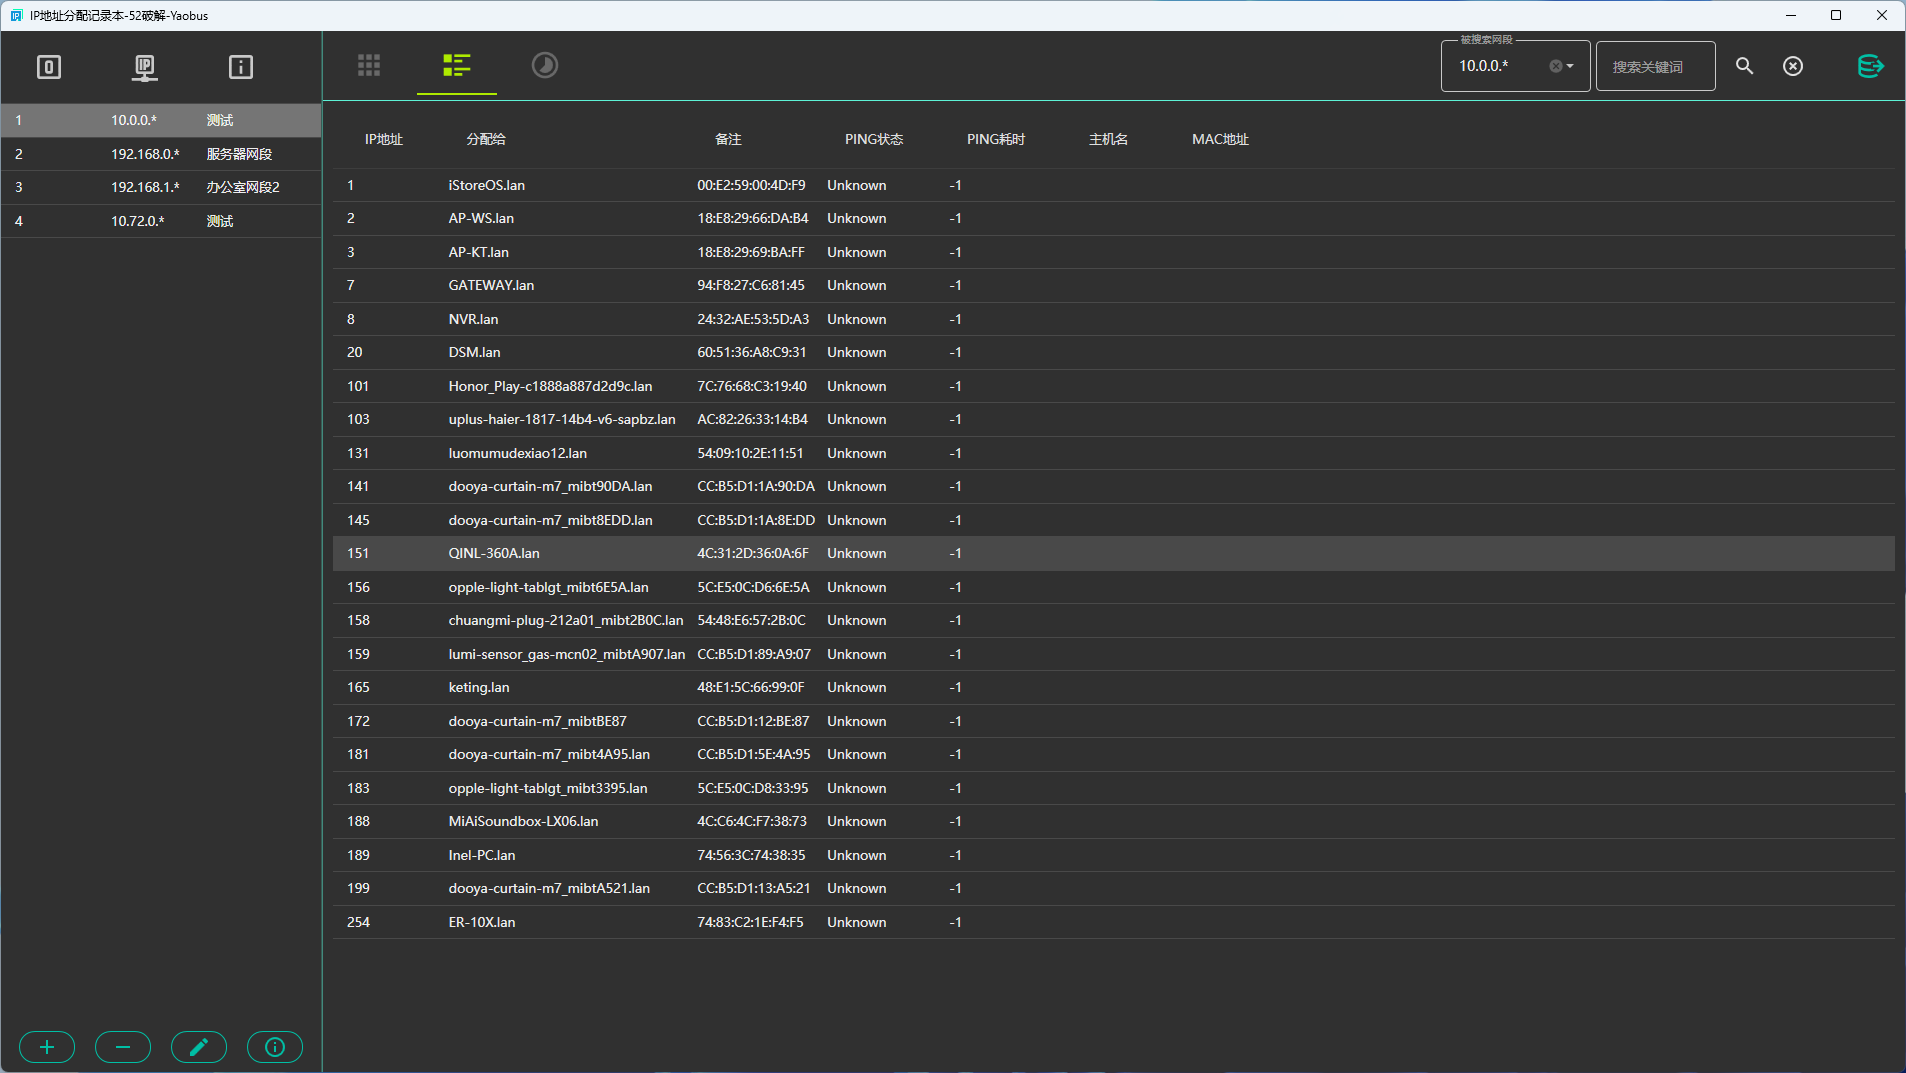 IP地址分配记录本-52破解-Yaobus
IP
被搜索网段
10.0.0.*
搜索关键词
1 10.0.0.* 测试
2 192.168.0.* 服务器网段
3 192.168.1.* 办公室网段2
4 10.72.0.* 测试
IP地址 分配给 备注 PING状态 PING耗时 主机名 MAC地址
1 iStoreOS.lan 00:E2:59:00:4D:F9 Unknown -1
2 AP-WS.lan 18:E8:29:66:DA:B4 Unknown -1
3 AP-KT.lan 18:E8:29:69:BA:FF Unknown -1
7 GATEWAY.lan 94:F8:27:C6:81:45 Unknown -1
8 NVR.lan 24:32:AE:53:5D:A3 Unknown -1
20 DSM.lan 60:51:36:A8:C9:31 Unknown -1
101 Honor_Play-c1888a887d2d9c.lan 7C:76:68:C3:19:40 Unknown -1
103 uplus-haier-1817-14b4-v6-sapbz.lan AC:82:26:33:14:B4 Unknown -1
131 luomumudexiao12.lan 54:09:10:2E:11:51 Unknown -1
141 dooya-curtain-m7_mibt90DA.lan CC:B5:D1:1A:90:DA Unknown -1
145 dooya-curtain-m7_mibt8EDD.lan CC:B5:D1:1A:8E:DD Unknown -1
151 QINL-360A.lan 4C:31:2D:36:0A:6F Unknown -1
156 opple-light-tablgt_mibt6E5A.lan 5C:E5:0C:D6:6E:5A Unknown -1
158 chuangmi-plug-212a01_mibt2B0C.lan 54:48:E6:57:2B:0C Unknown -1
159 lumi-sensor_gas-mcn02_mibtA907.lan CC:B5:D1:89:A9:07 Unknown -1
165 keting.lan 48:E1:5C:66:99:0F Unknown -1
172 dooya-curtain-m7_mibtBE87 CC:B5:D1:12:BE:87 Unknown -1
181 dooya-curtain-m7_mibt4A95.lan CC:B5:D1:5E:4A:95 Unknown -1
183 opple-light-tablgt_mibt3395.lan 5C:E5:0C:D8:33:95 Unknown -1
188 MiAiSoundbox-LX06.lan 4C:C6:4C:F7:38:73 Unknown -1
189 Inel-PC.lan 74:56:3C:74:38:35 Unknown -1
199 dooya-curtain-m7_mibtA521.lan CC:B5:D1:13:A5:21 Unknown -1
254 ER-10X.lan 74:83:C2:1E:F4:F5 Unknown -1